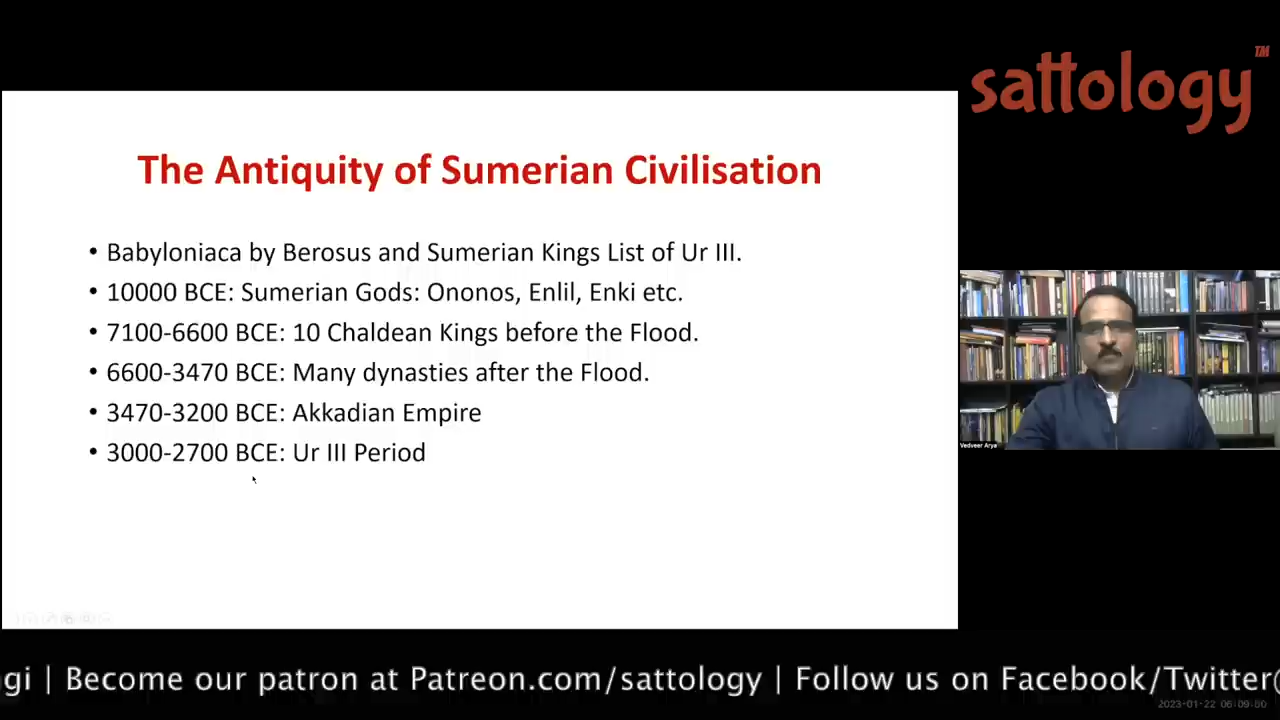 sattology™
The Antiquity of Sumerian Civilisation
• Babyloniaca by Berosus and Sumerian Kings List of Ur III.
• 10000 BCE: Sumerian Gods: Ononos, Enlil, Enki etc.
• 7100-6600 BCE: 10 Chaldean Kings before the Flood.
• 6600-3470 BCE: Many dynasties after the Flood.
• 3470-3200 BCE: Akkadian Empire
• 3000-2700 BCE: Ur III Period
Vedveer Arya
gi | Become our patron at Patreon.com/sattology | Follow us on Facebook/Twitter@